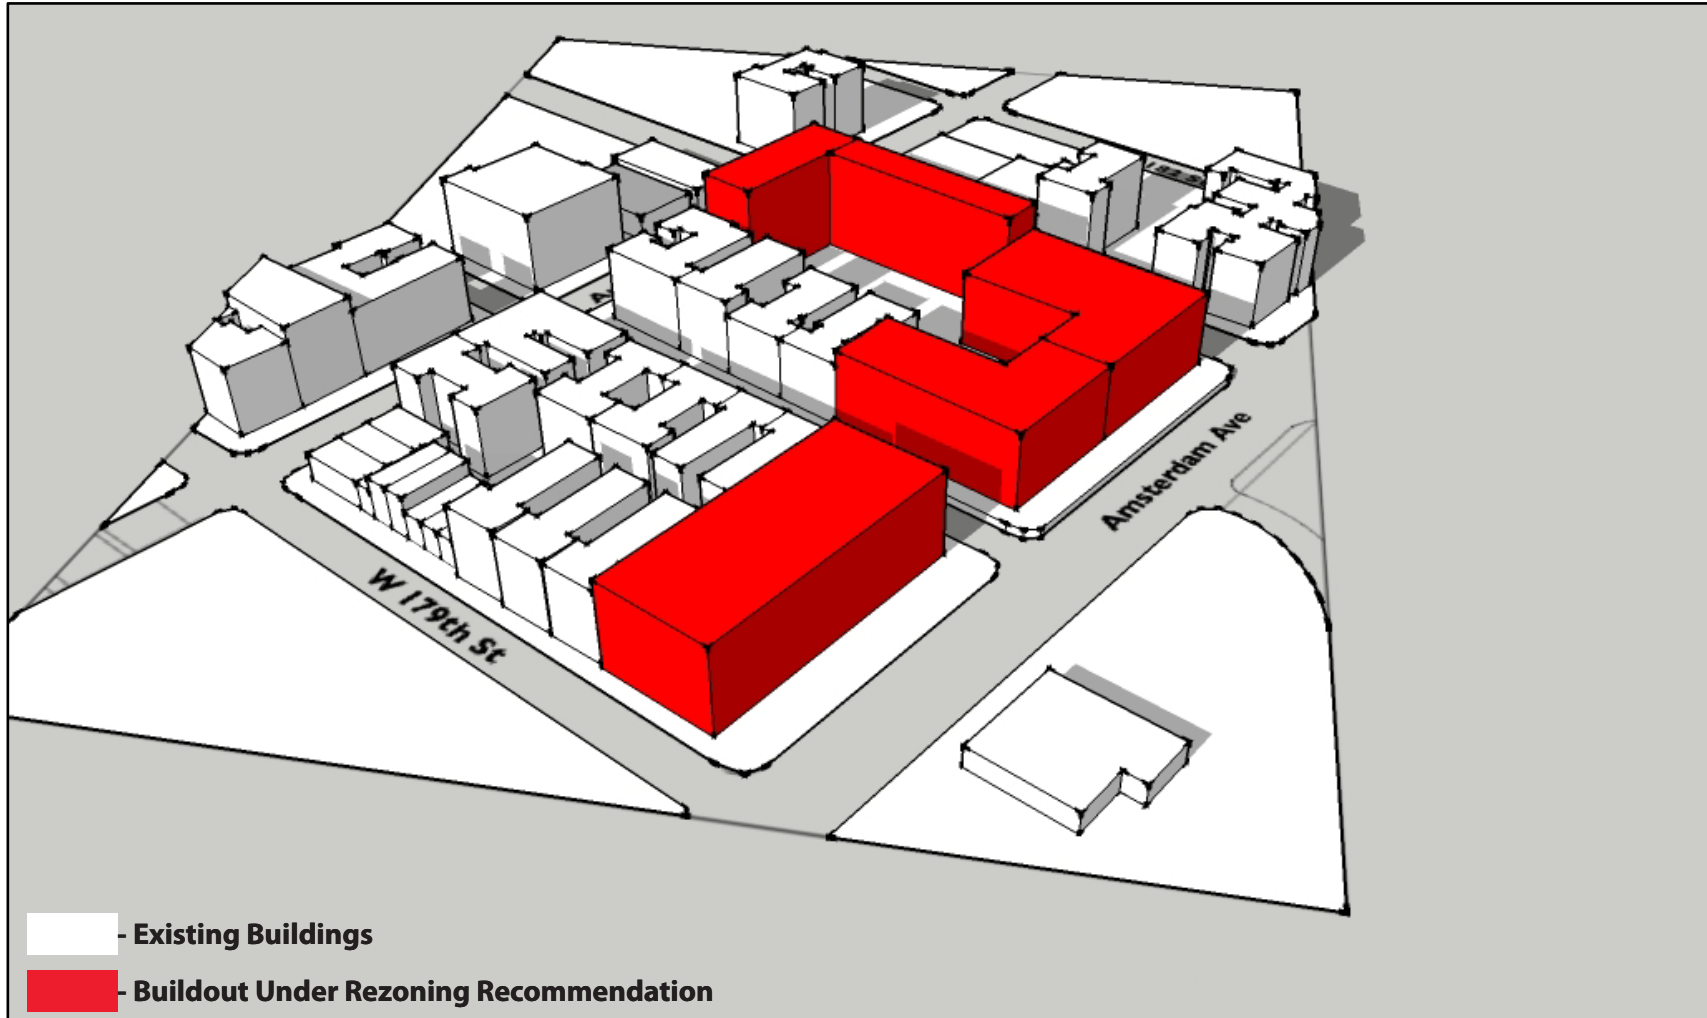 W 179th St
Amsterdam Ave
- Existing Buildings
- Buildout Under Rezoning Recommendation